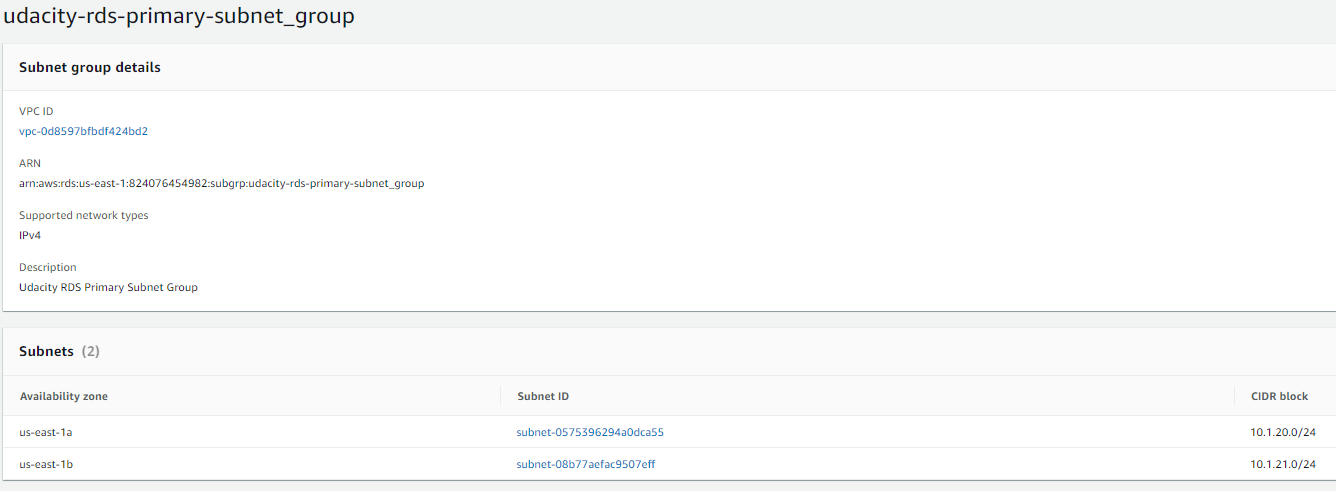 udacity-rds-primary-subnet_group
Subnet group details
VPC ID
vpc-0d8597bfbdf424bd2
ARN
arn:aws:rds:us-east-1:824076454982:subgrp:udacity-rds-primary-subnet_group
Supported network types
IPv4
Description
Udacity RDS Primary Subnet Group
Subnets (2)
Availability zone Subnet ID CIDR block
us-east-1a subnet-0575396294a0dca55 10.1.20.0/24
us-east-1b subnet-08b77aefac9507eff 10.1.21.0/24